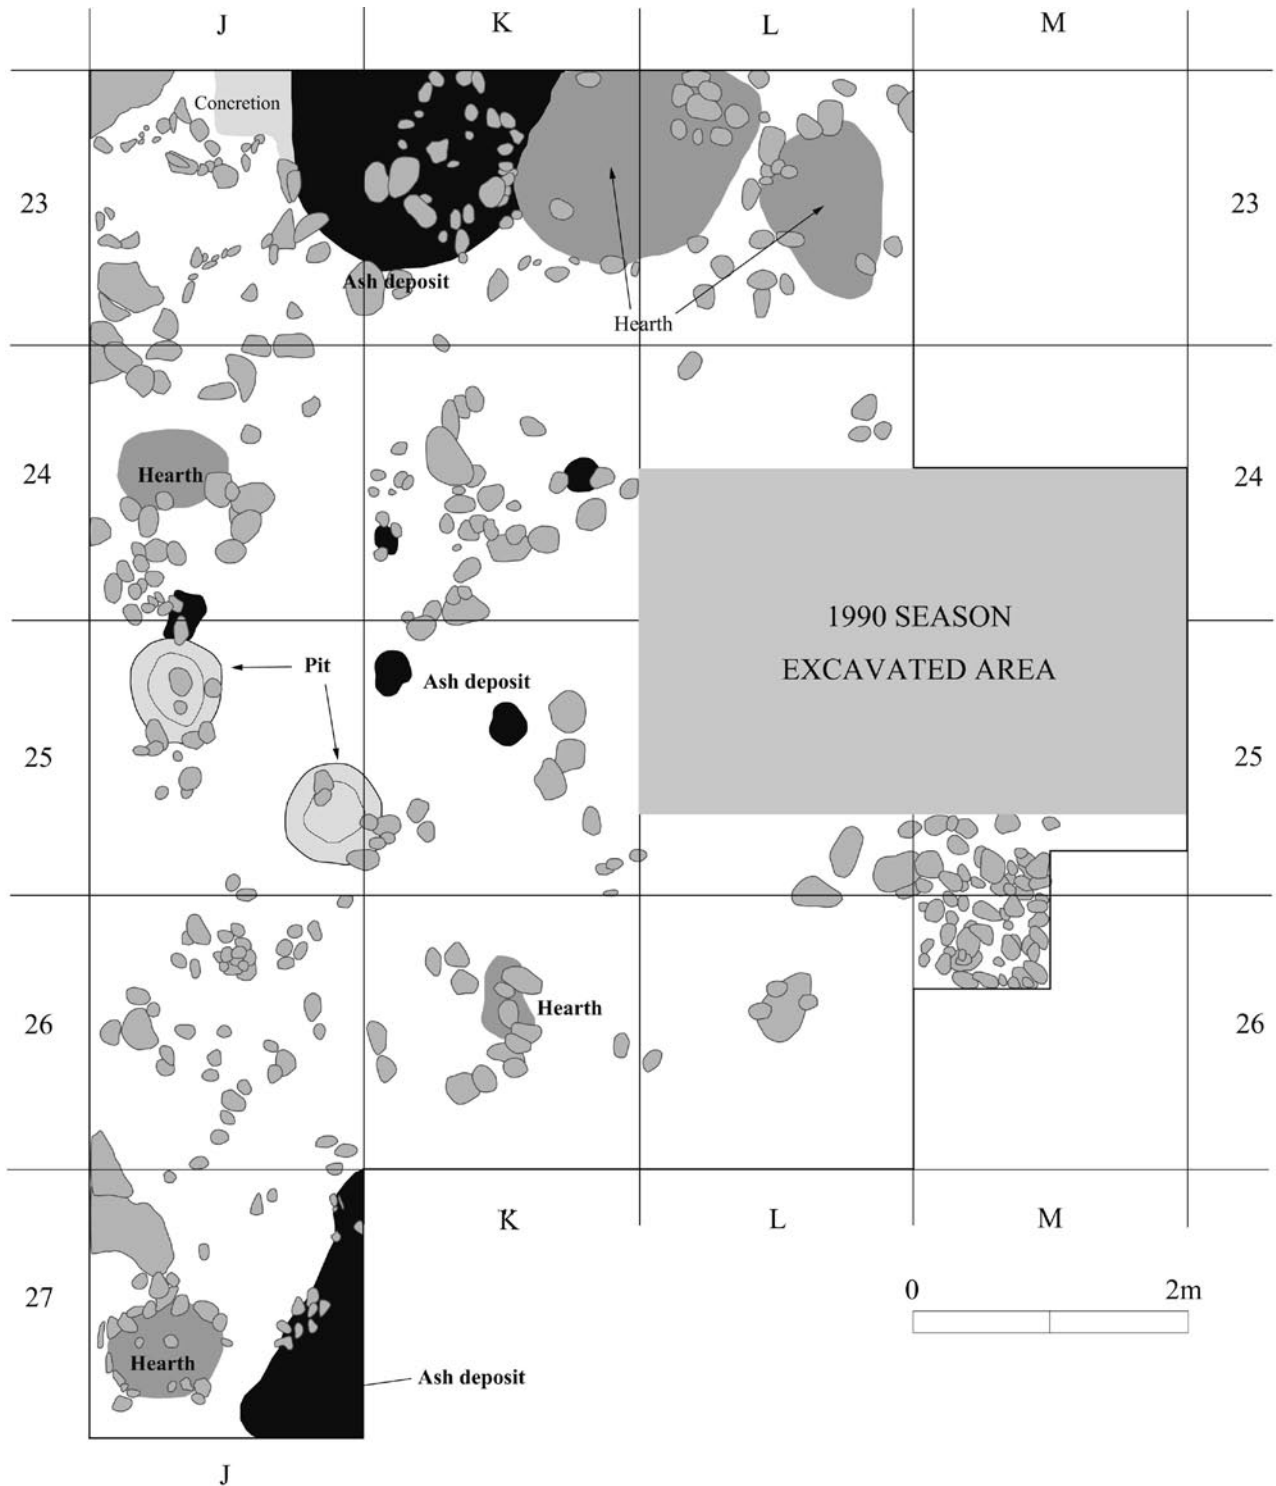 J K L M
Concretion
23 23
Ash deposit
Hearth
24 Hearth 24
1990 SEASON
EXCAVATED AREA
Pit
Ash deposit
25 25
Hearth
26 26
K L M
0 2m
27
Hearth
Ash deposit
J